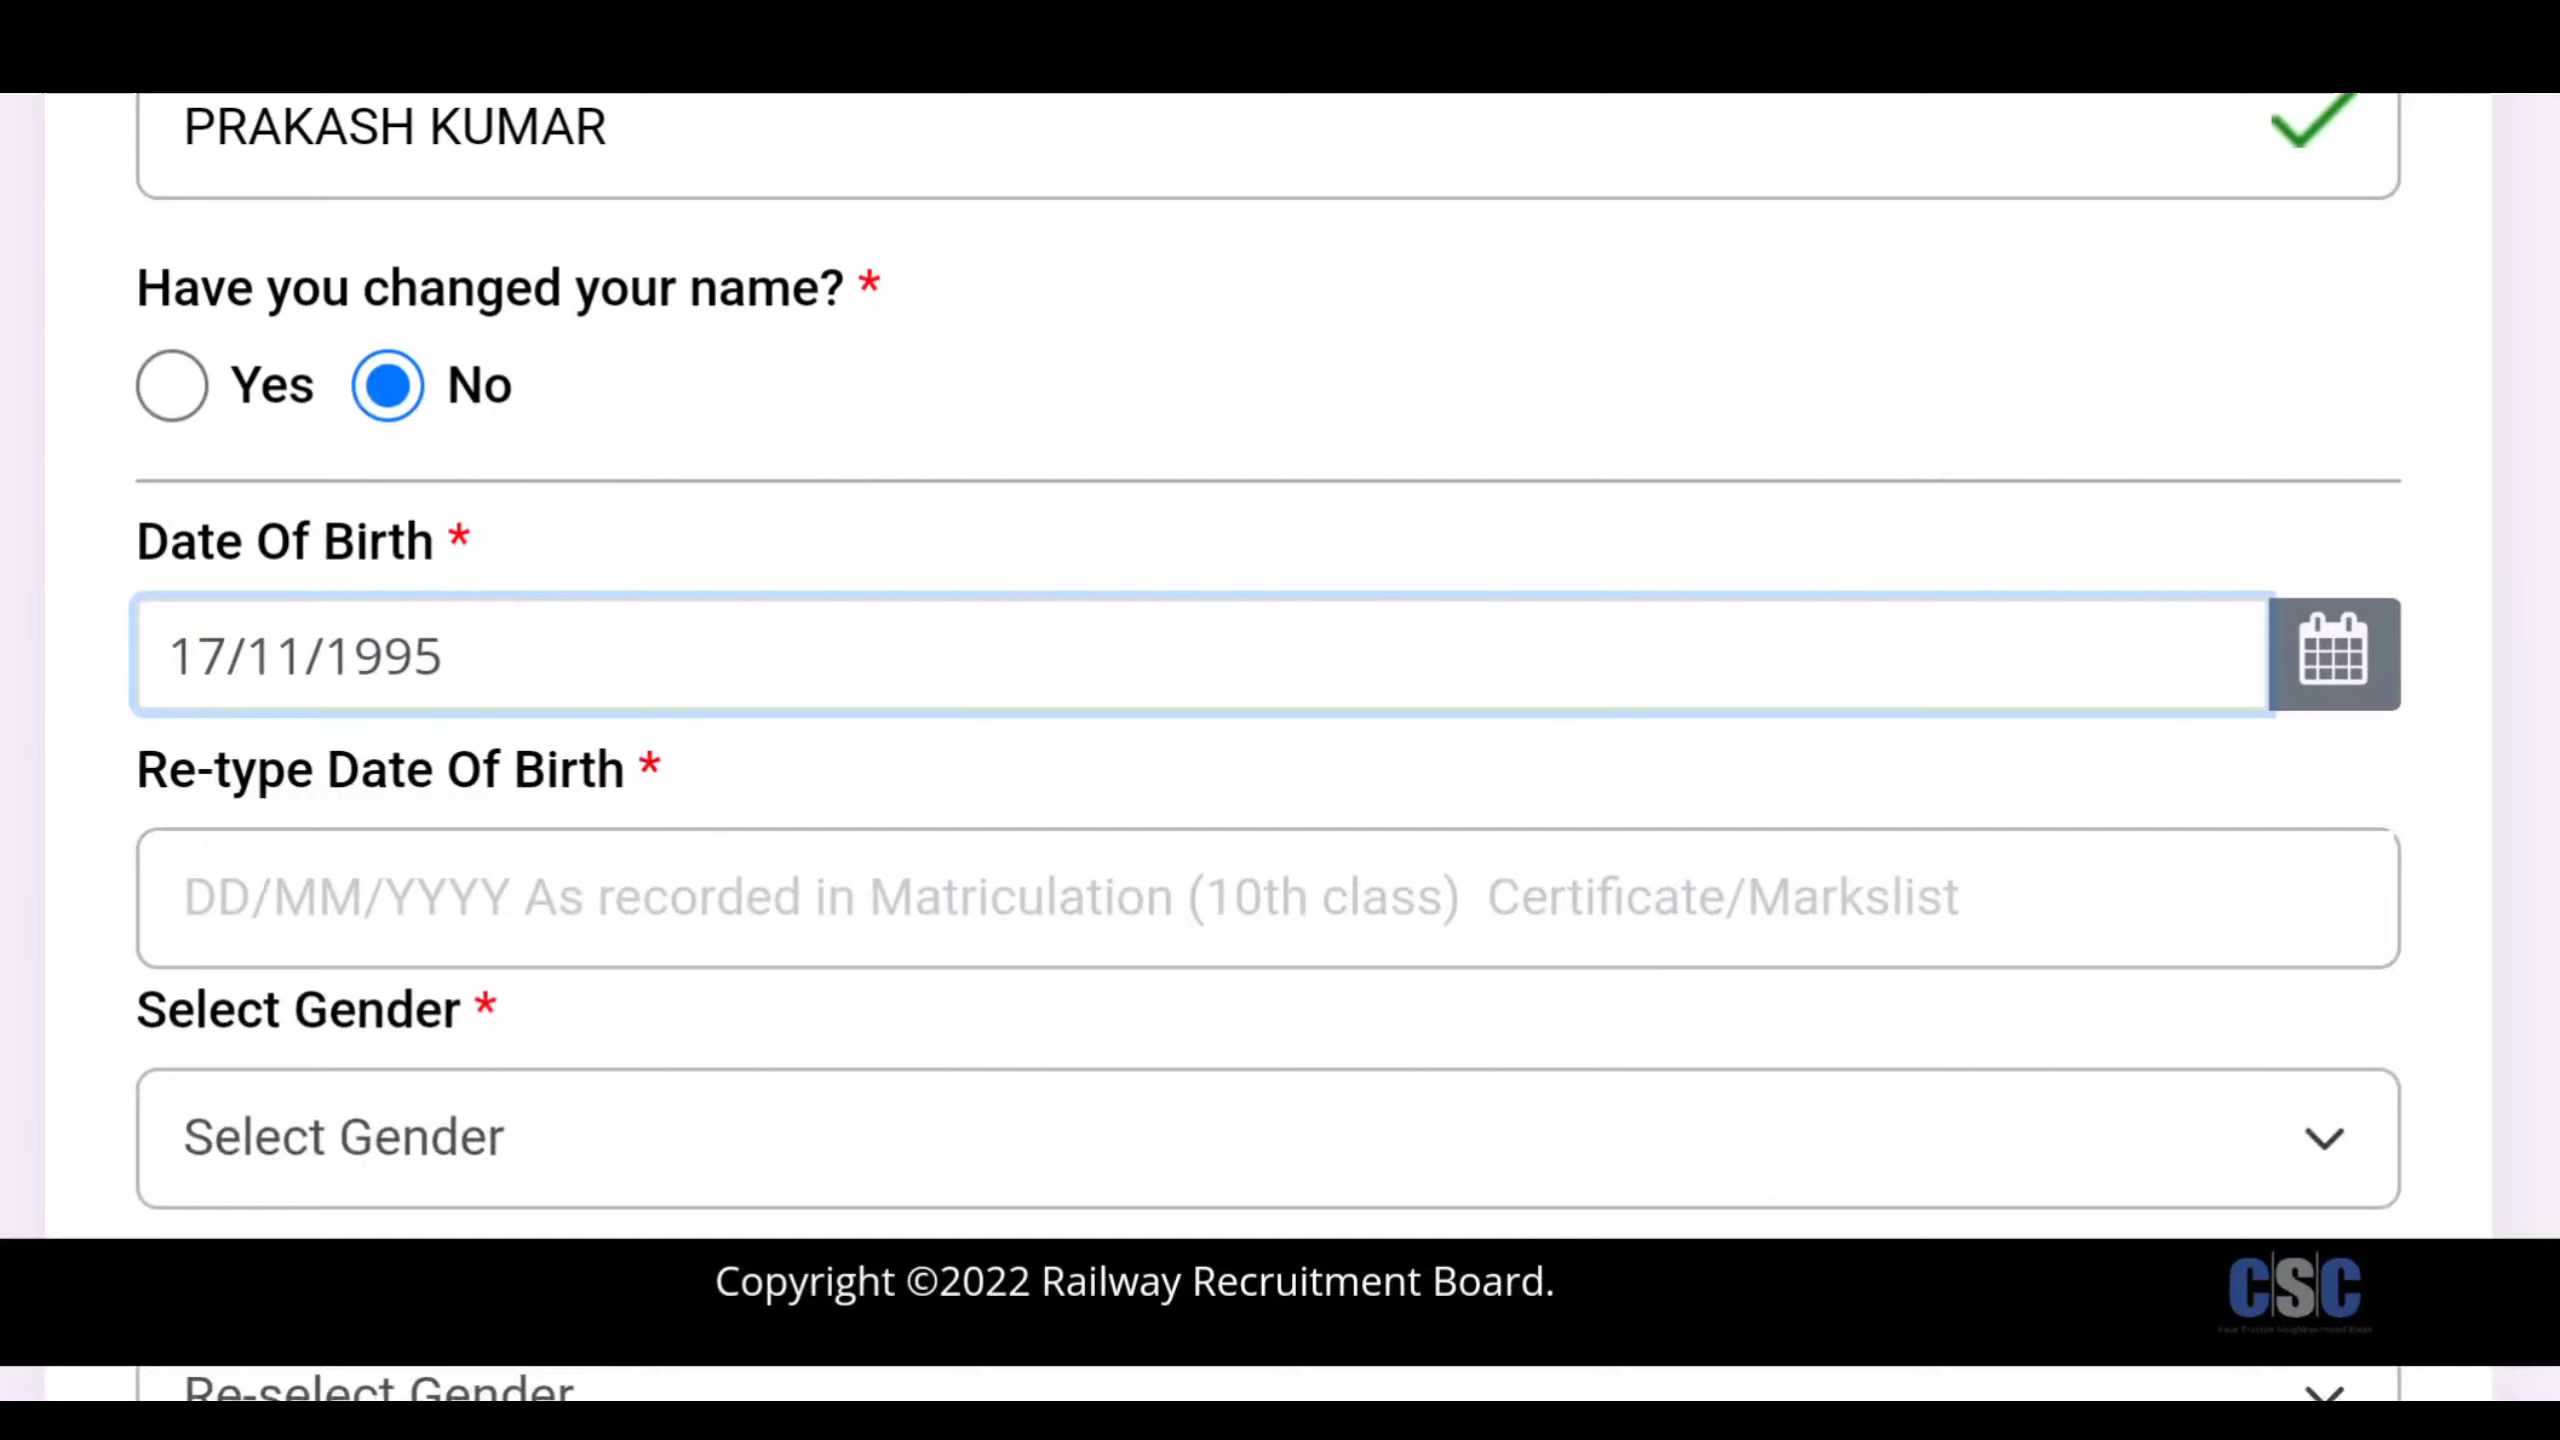 PRAKASH KUMAR
Have you changed your name? *
Yes No
Date Of Birth *
17/11/1995
Re-type Date Of Birth *
DD/MM/YYYY As recorded in Matriculation (10th class) Certificate/Markslist
Select Gender *
Select Gender
Copyright ©2022 Railway Recruitment Board.
CSC
Re-select Gender